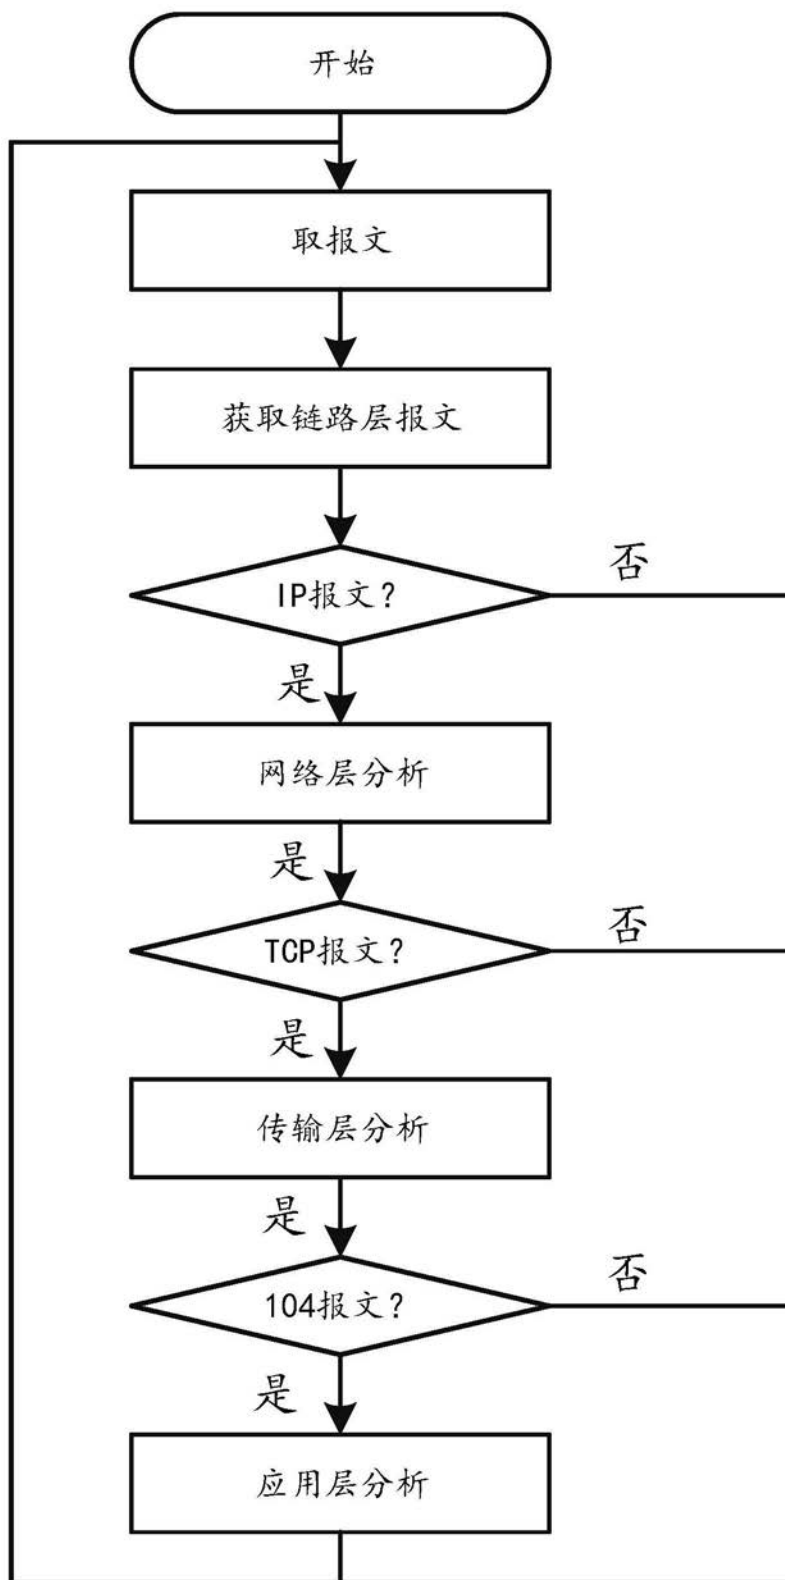 开始
取报文
获取链路层报文
IP报文？
否
是
网络层分析
是
TCP报文？
否
是
传输层分析
是
104报文？
否
是
应用层分析